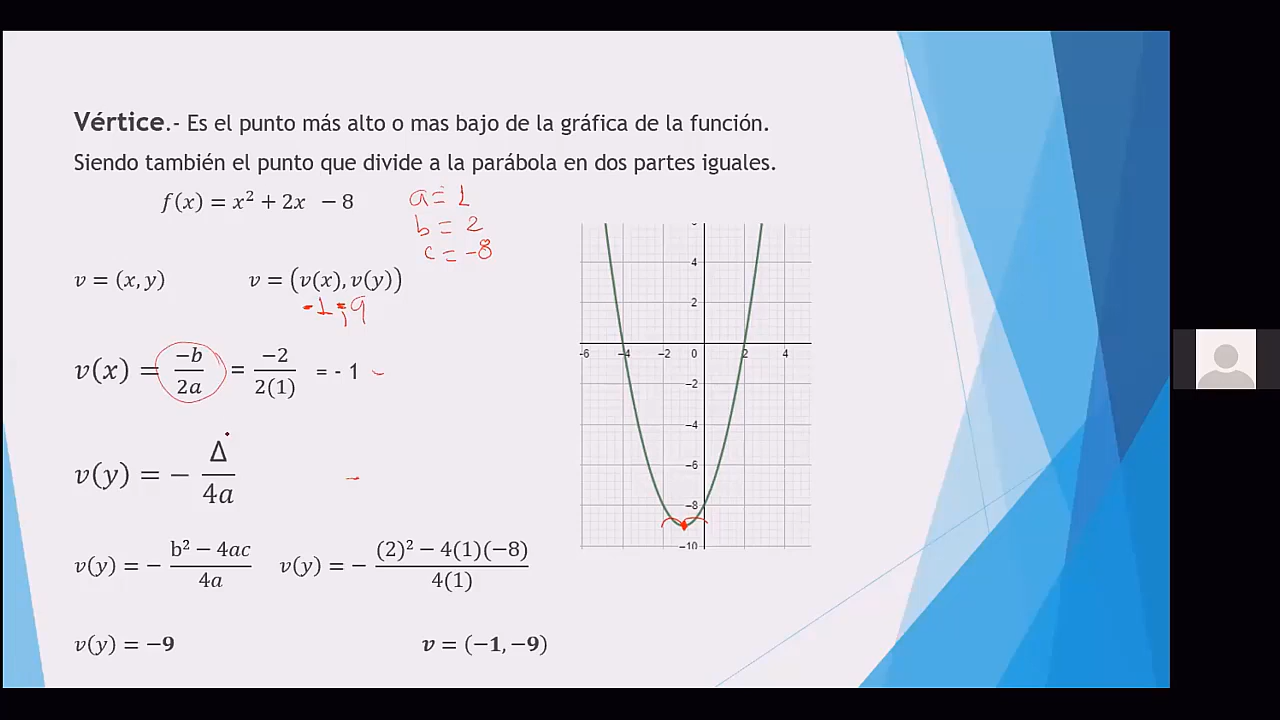 Vértice.- Es el punto más alto o mas bajo de la gráfica de la función.
Siendo también el punto que divide a la parábola en dos partes iguales.
f(x) = x² + 2x - 8
a = 1
b = 2
c = -8
v = (x, y) v = (v(x), v(y))
-1 ; 9
v(x) = -b/2a = -2/2(1) = - 1
v(y) = - Δ/4a
v(y) = - b² - 4ac/4a v(y) = - (2)² - 4(1)(-8)/4(1)
v(y) = -9 v = (-1, -9)
4
2
-6 -4 -2 0 2 4
-2
-4
-6
-8
-10